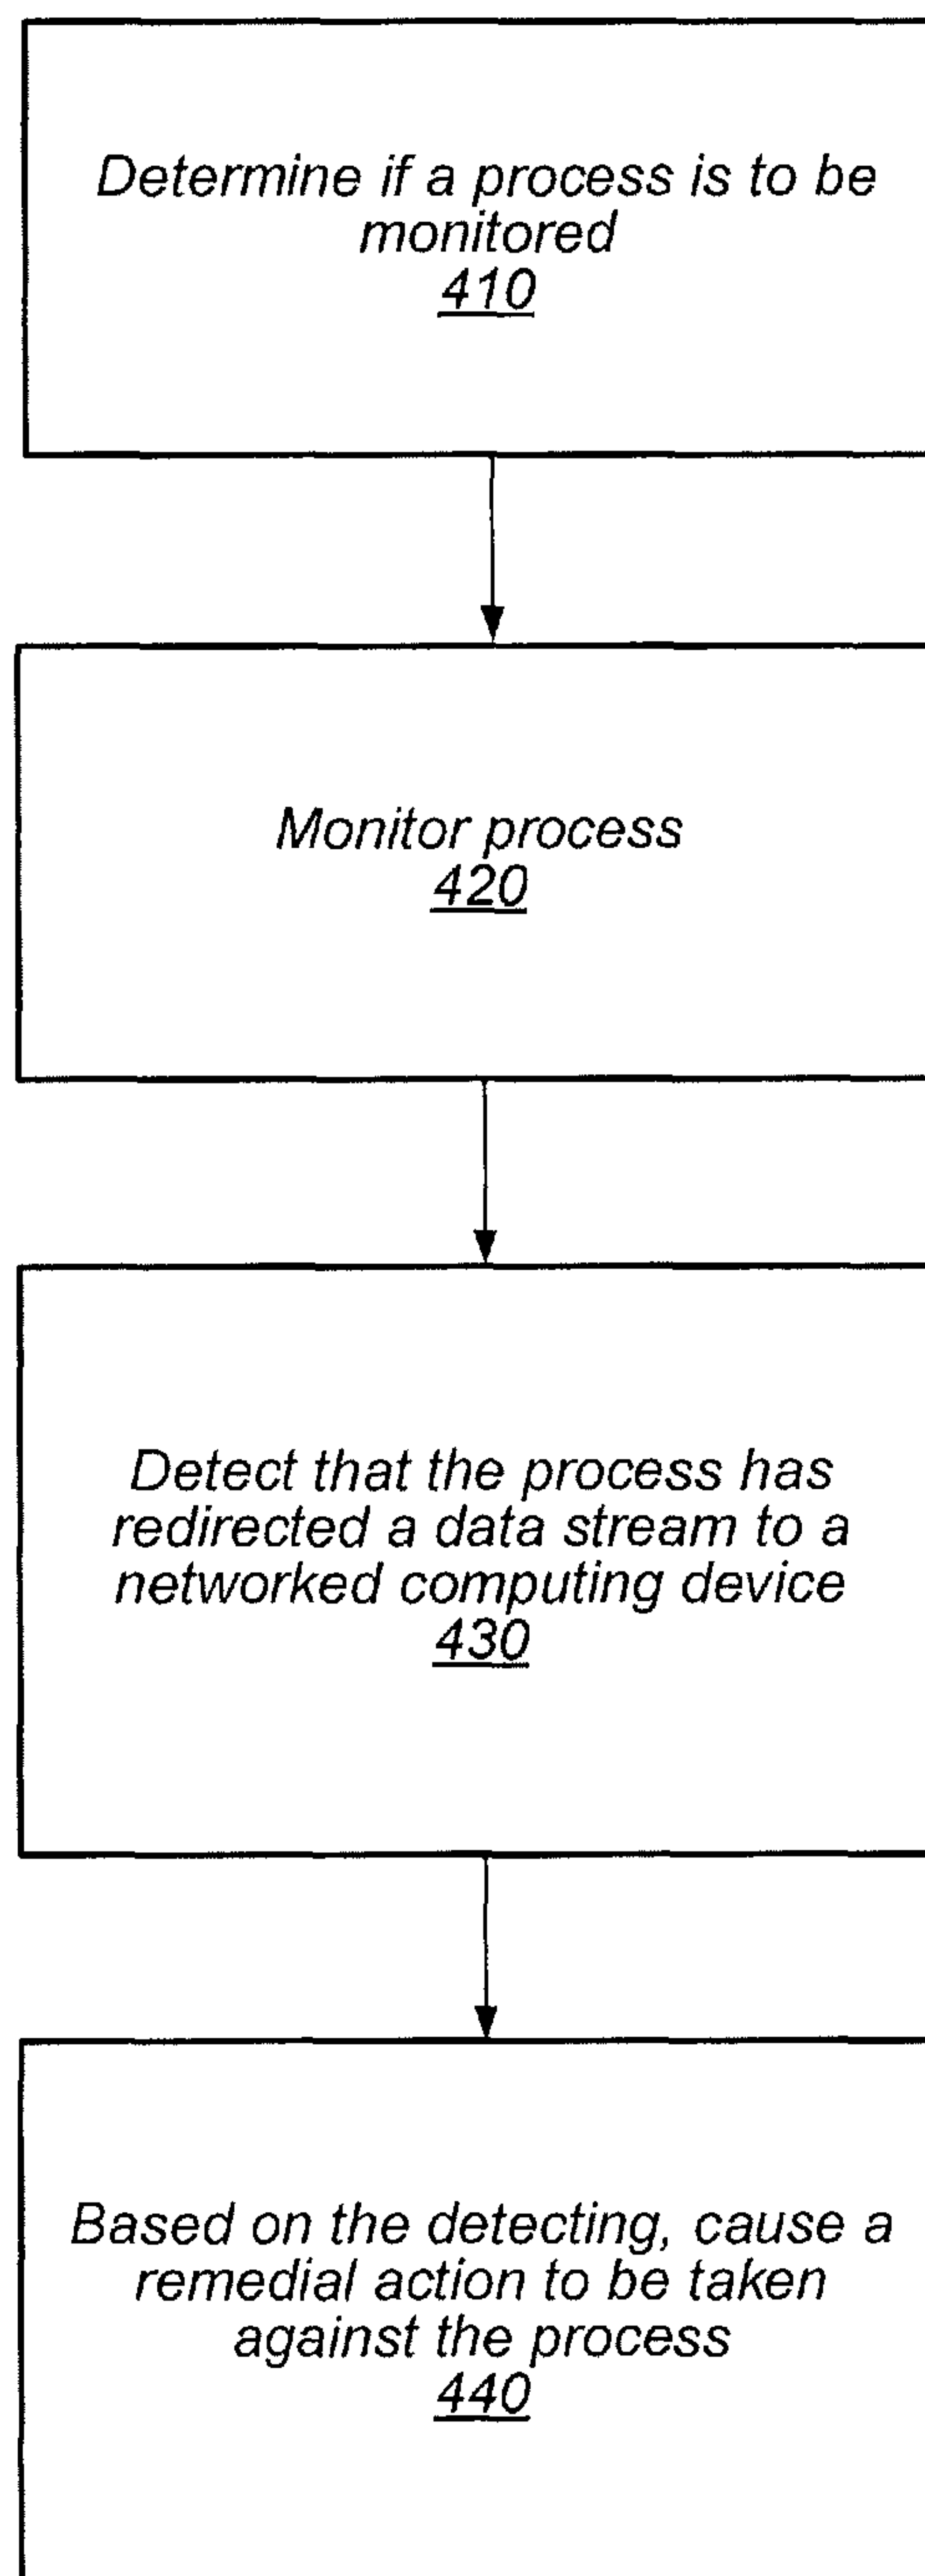 Determine if a process is to be
monitored
410
Monitor process
420
Detect that the process has
redirected a data stream to a
networked computing device
430
Based on the detecting, cause a
remedial action to be taken
against the process
440